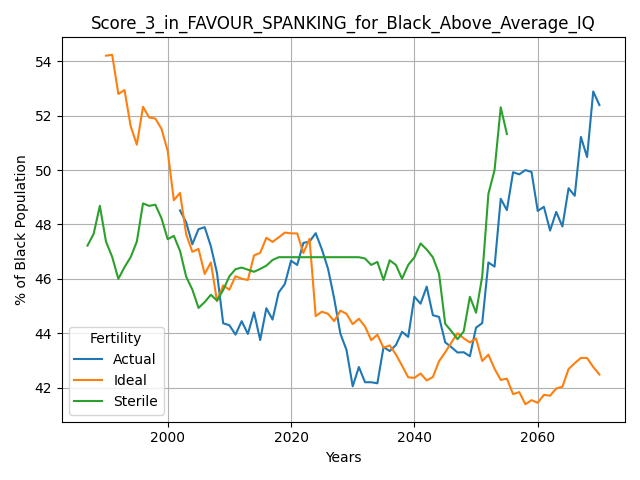 Score_3_in_FAVOUR_SPANKING_for_Black_Above_Average_IQ
% of Black Population
54
52
50
48
46
44
42
Fertility
Actual
Ideal
Sterile
2000
2020
2040
2060
Years